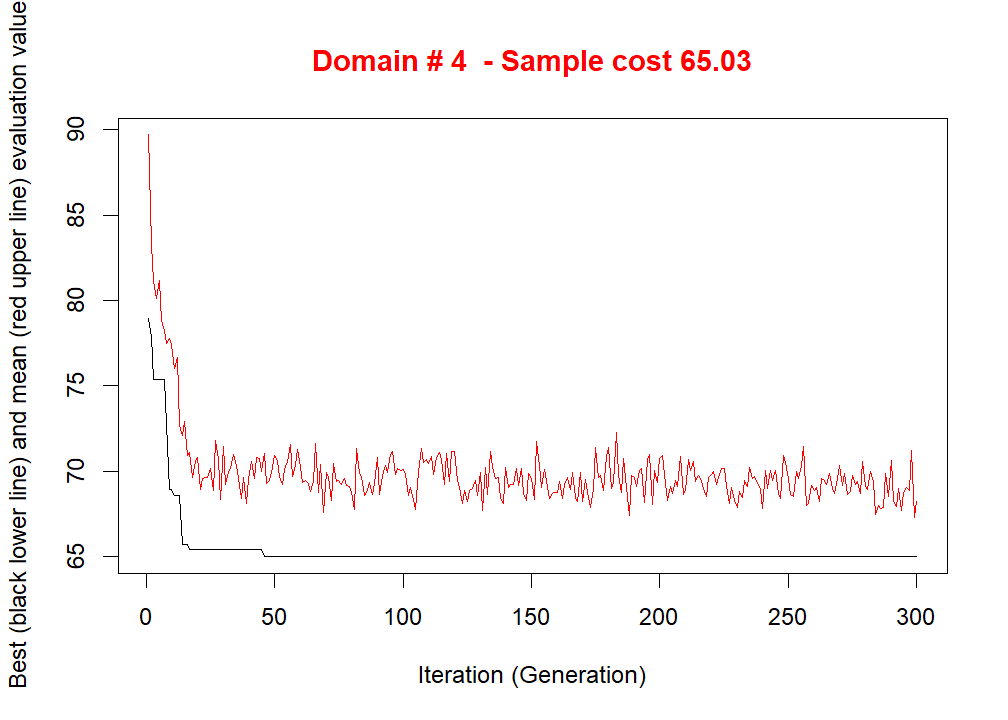 Domain # 4  - Sample cost 65.03
Best (black lower line) and mean (red upper line) evaluation value
90
85
80
75
70
65
0 50 100 150 200 250 300
Iteration (Generation)